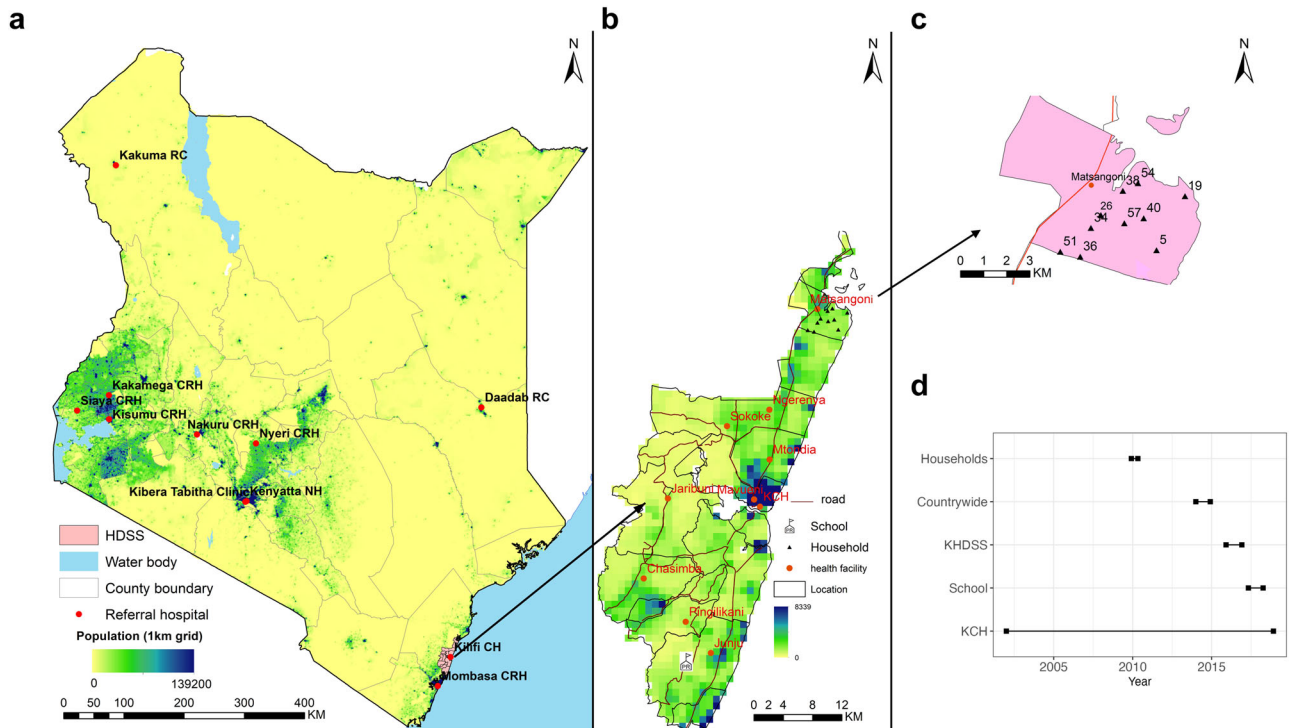 a
N
Kakuma RC
Kakamega CRH
Siaya CRH
Kisumu CRH
Nakuru CRH
Nyeri CRH
Daadab RC
Kibera Tabitha Clinic
Kenyatta NH
Kilifi CH
Mombasa CRH
HDSS
Water body
County boundary
Referral hospital
Population (1km grid)
0 139200
0 50 100 200 300 400
KM
b
N
Matsangoni
Ngerenya
Sokoke
Mtondia
Jaribuni
Mayuani
KCH
Chasimba
Pingilikani
Junju
PR
road
School
PR
Household
health facility
Location
8339
0
0 2 4 8 12
KM
c
N
Matsangoni
38
54
19
26
34
57
40
51
36
5
0 1 2 3
KM
d
Households
Countrywide
KHDSS
School
KCH
2005 2010 2015
Year